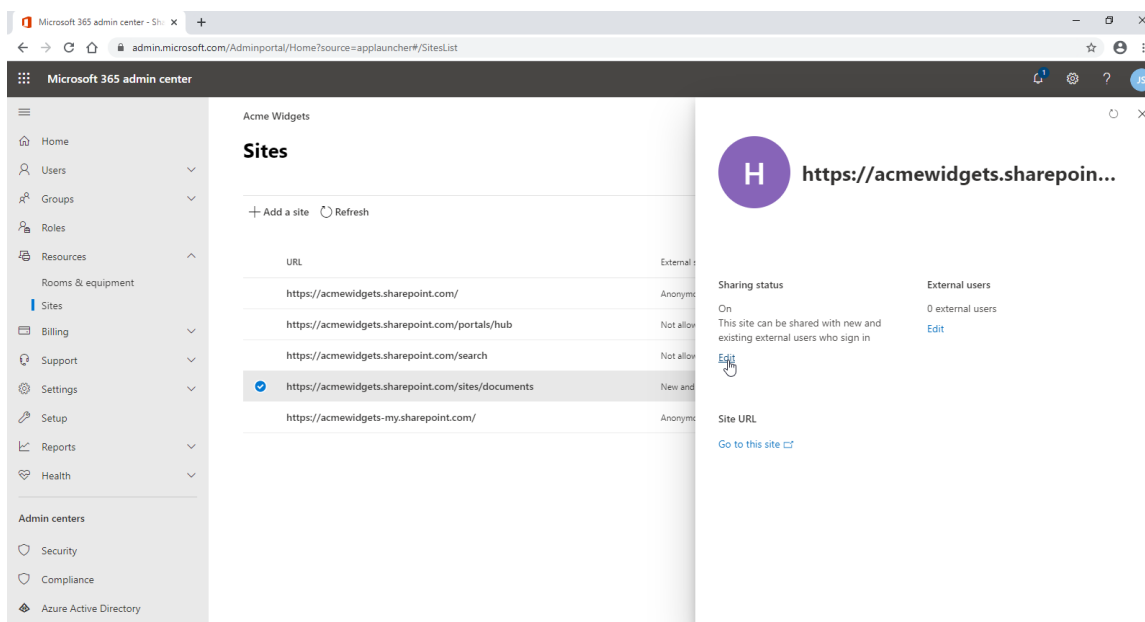 Microsoft 365 admin center - Sh
admin.microsoft.com/Adminportal/Home?source=applauncher#/SitesList
Microsoft 365 admin center
1
?
JS
Home
Users
Groups
Roles
Resources
Rooms & equipment
Sites
Billing
Support
Settings
Setup
Reports
Health
Admin centers
Security
Compliance
Azure Active Directory
Acme Widgets
Sites
Add a site
Refresh
URL
External
https://acmewidgets.sharepoint.com/
Anonymo
https://acmewidgets.sharepoint.com/portals/hub
Not allow
https://acmewidgets.sharepoint.com/search
Not allow
https://acmewidgets.sharepoint.com/sites/documents
New and
https://acmewidgets-my.sharepoint.com/
Anonymo
H
https://acmewidgets.sharepoin...
Sharing status
On
This site can be shared with new and
existing external users who sign in
Edit
External users
0 external users
Edit
Site URL
Go to this site